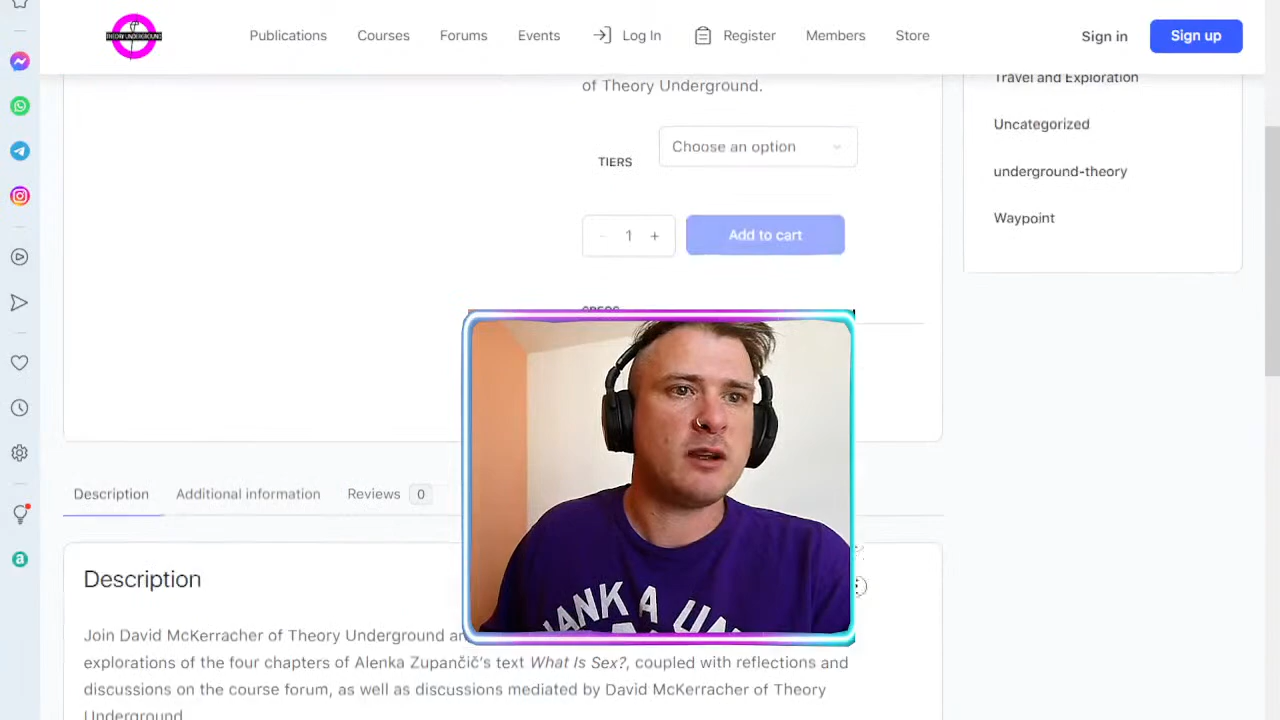 THEORY UNDERGROUND
Publications
Courses
Forums
Events
Log In
Register
Members
Store
Sign in
Sign up
of Theory Underground.
Travel and Exploration
Uncategorized
underground-theory
Waypoint
TIERS
Choose an option
- 1 +
Add to cart
Description
Additional information
Reviews 0
Description
Join David McKerracher of Theory Underground
explorations of the four chapters of Alenka Zupančič's text What Is Sex?, coupled with reflections and
discussions on the course forum, as well as discussions mediated by David McKerracher of Theory
Underground